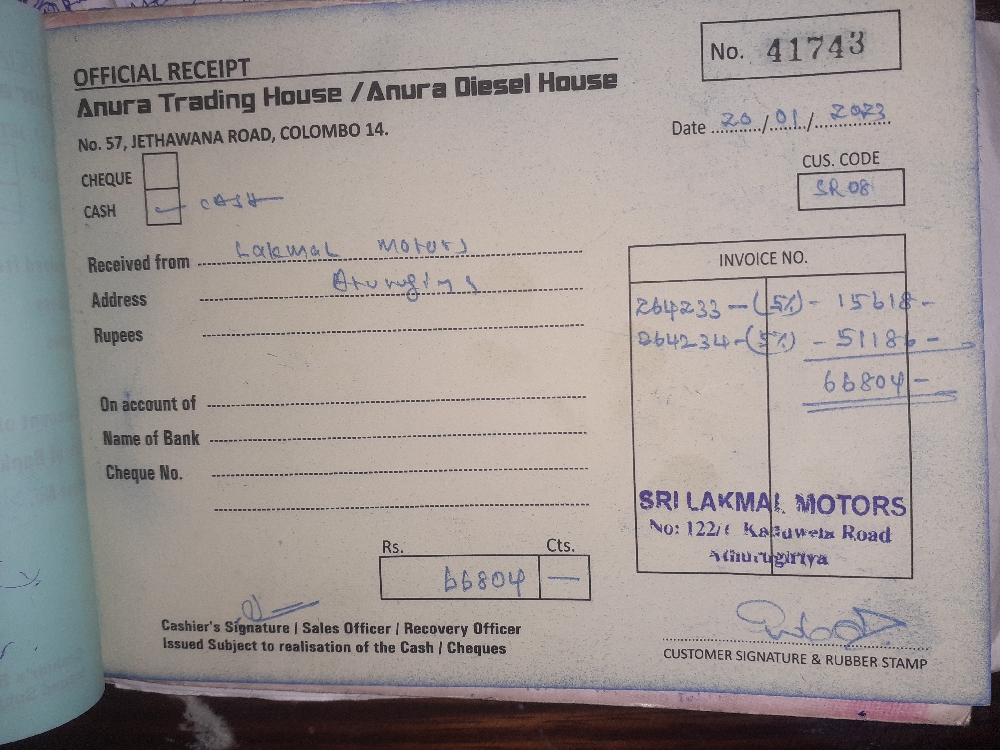 OFFICIAL RECEIPT
No. 41743
Anura Trading House / Anura Diesel House
No. 57, JETHAWANA ROAD, COLOMBO 14.
Date 20/01/2023
CUS. CODE
SR 08
CHEQUE
CASH CASH
Received from Lakmal Motors
Address
Rupees
On account of
Name of Bank
Cheque No.
INVOICE NO.
264233 - (5%) - 15618 -
264234 - (5%) - 51186 -
66804 -
SRI LAKMAL MOTORS
No: 122/ Kaduwela Road
Athurugiriya
Rs. Cts.
66804 —
Cashier's Signature / Sales Officer / Recovery Officer
Issued Subject to realisation of the Cash / Cheques
CUSTOMER SIGNATURE & RUBBER STAMP